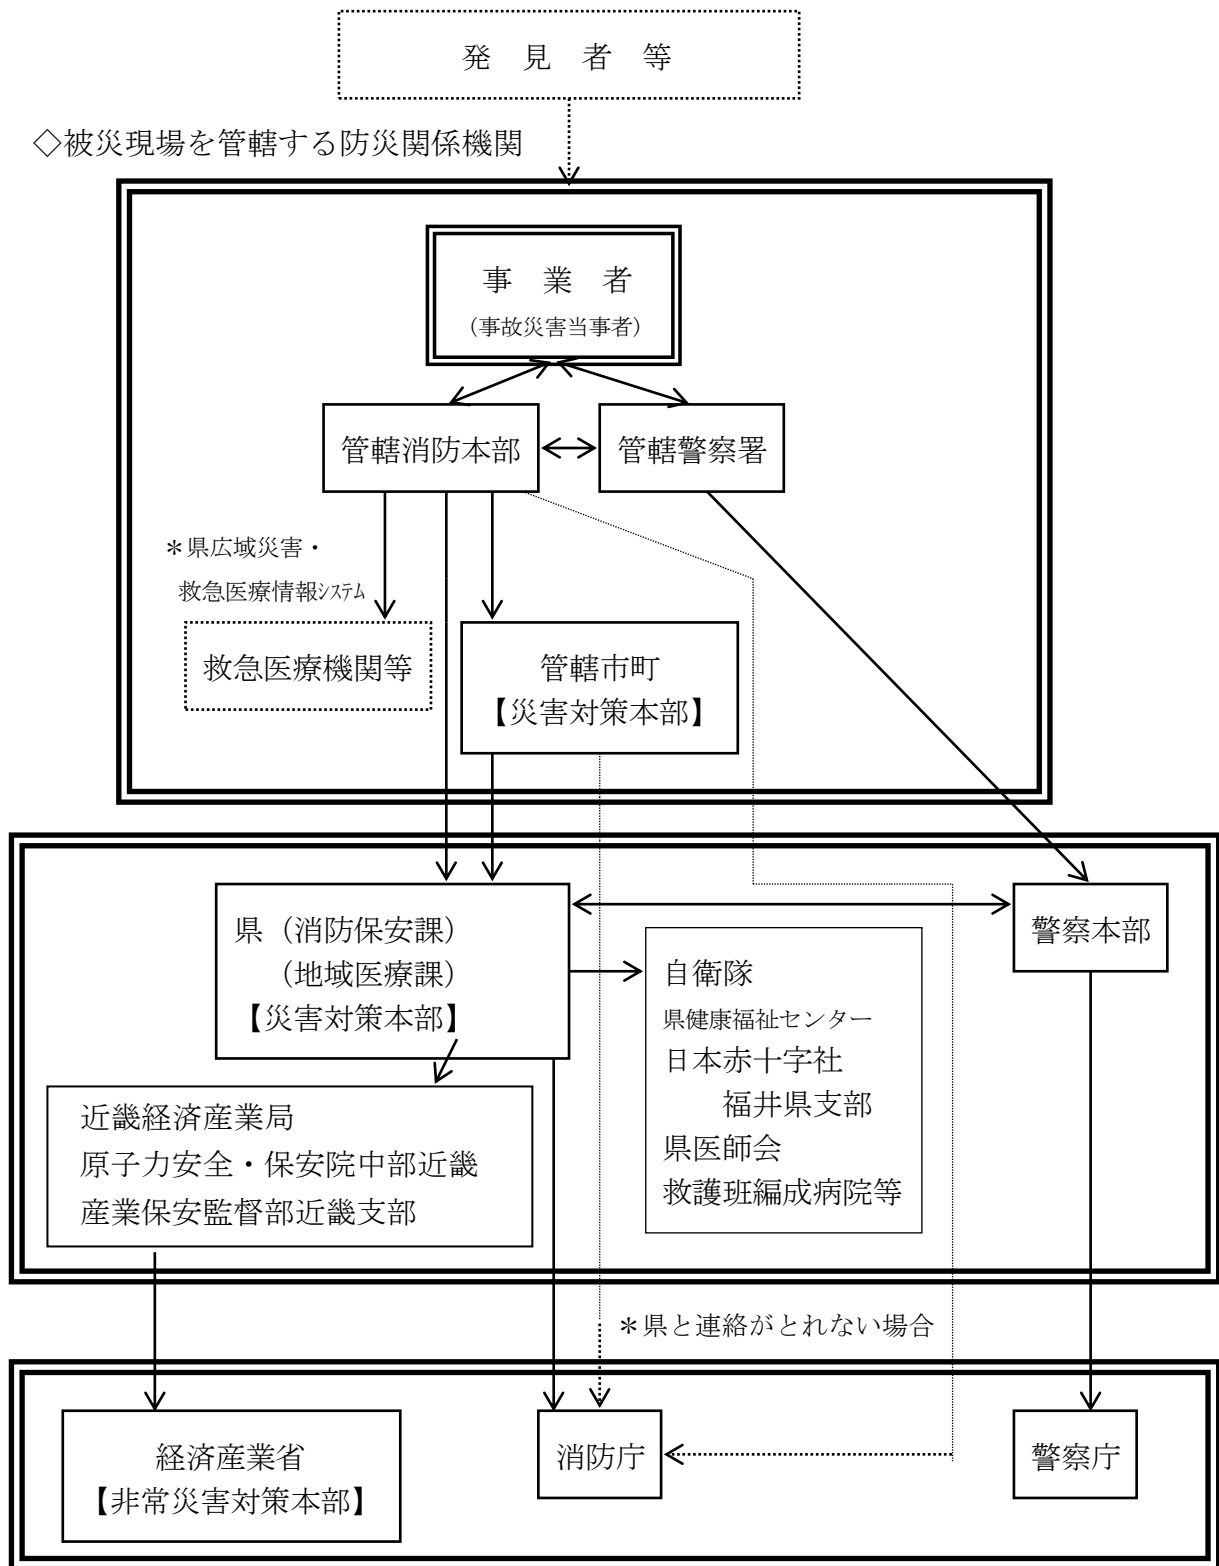 発見者等
◇被災現場を管轄する防災関係機関
事業者
（事故災害当事者）
管轄消防本部
管轄警察署
＊県広域災害・
救急医療情報ｼｽﾃﾑ
救急医療機関等
管轄市町
【災害対策本部】
県（消防保安課）
（地域医療課）
【災害対策本部】
警察本部
自衛隊
県健康福祉センター
日本赤十字社
福井県支部
県医師会
救護班編成病院等
近畿経済産業局
原子力安全・保安院中部近畿
産業保安監督部近畿支部
＊県と連絡がとれない場合
経済産業省
【非常災害対策本部】
消防庁
警察庁